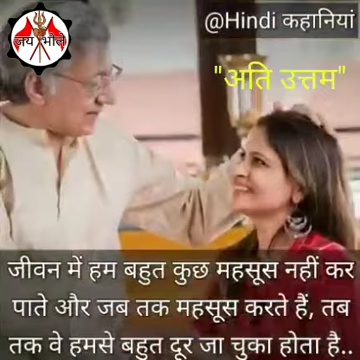 @Hindi कहानियां
जय भोले
"अति उत्तम"
जीवन में हम बहुत कुछ महसूस नहीं कर
पाते और जब तक महसूस करते हैं, तब
तक वे हमसे बहुत दूर जा चुका होता है..